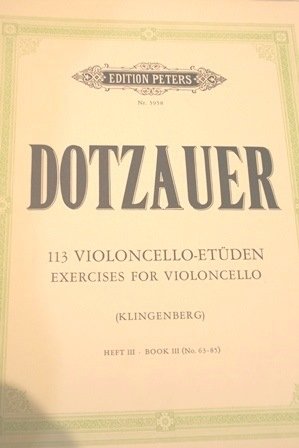 EDITION PETERS
Nr. 5958
DOTZAUER
113 VIOLONCELLO-ETÜDEN
EXERCISES FOR VIOLONCELLO
(KLINGENBERG)
HEFT III · BOOK III (No. 63-85)